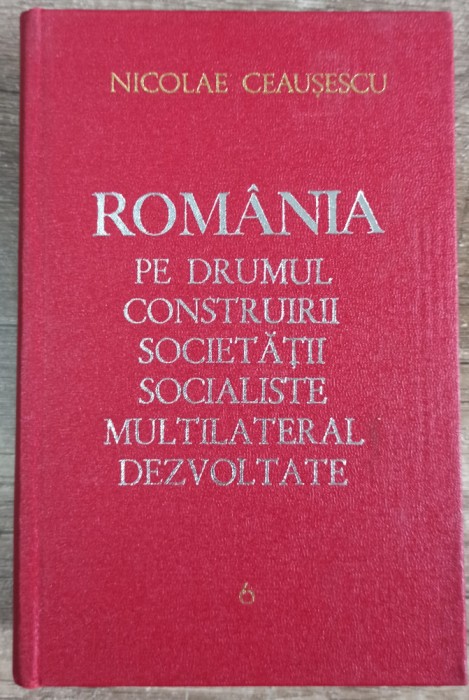 NICOLAE CEAUȘESCU
ROMÂNIA
PE DRUMUL
CONSTRUIRII
SOCIETĂȚII
SOCIALISTE
MULTILATERAL
DEZVOLTATE
6